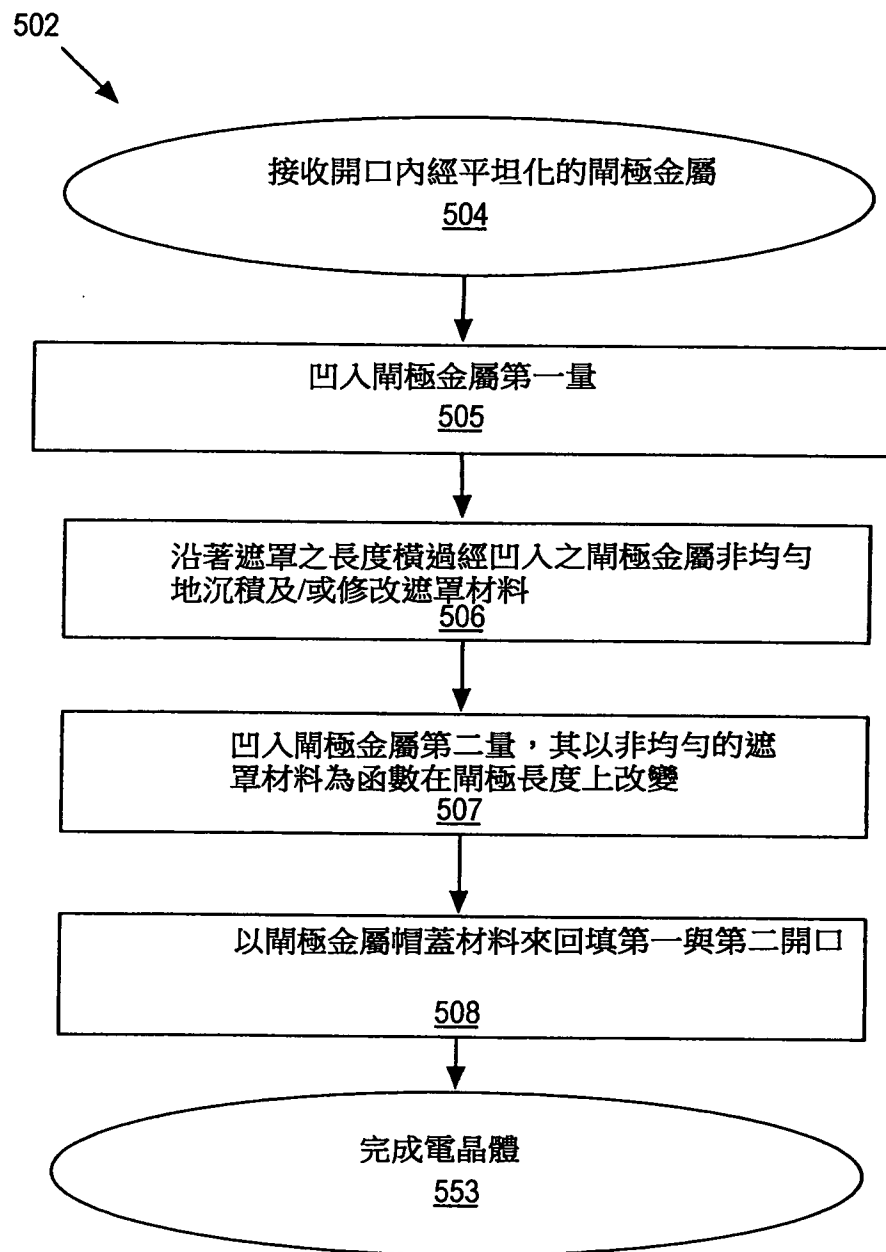 502
接收開口內經平坦化的閘極金屬
504
凹入閘極金屬第一量
505
沿著遮罩之長度橫過經凹入之閘極金屬非均勻
地沉積及/或修改遮罩材料
506
凹入閘極金屬第二量，其以非均勻的遮
罩材料為函數在閘極長度上改變
507
以閘極金屬帽蓋材料來回填第一與第二開口
508
完成電晶體
553